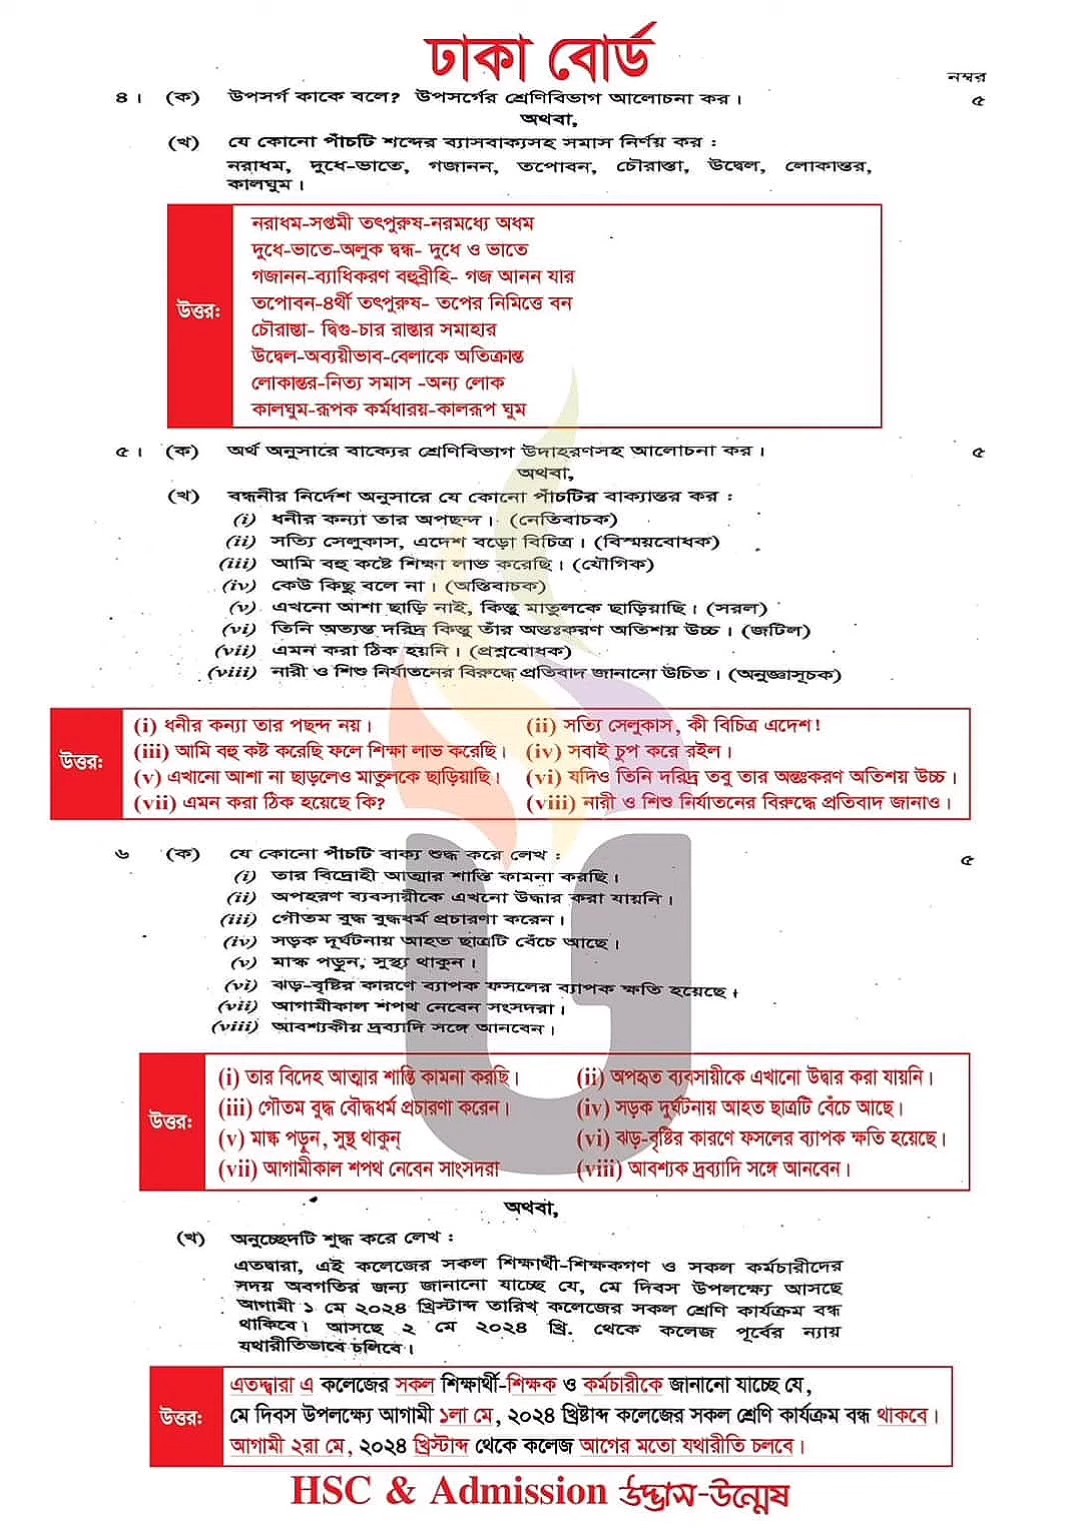 ঢাকা বোর্ড
নম্বর
৪। (ক) উপসর্গ কাকে বলে? উপসর্গের শ্রেণিবিভাগ আলোচনা কর। ৫
অথবা,
(খ) যে কোনো পাঁচটি শব্দের ব্যাসবাক্যসহ সমাস নির্ণয় কর :
নরাধম, দুধে-ভাতে, গজানন, তপোবন, চৌরাস্তা, উদ্বেল, লোকান্তর,
কালঘুম।
উত্তর:
নরাধম-সপ্তমী তৎপুরুষ-নরমধ্যে অধম
দুধে-ভাতে-অলুক দ্বন্দ্ব- দুধে ও ভাতে
গজানন-ব্যাধিকরণ বহুব্রীহি- গজ আনন যার
তপোবন-৪র্থী তৎপুরুষ- তপের নিমিত্তে বন
চৌরাস্তা- দ্বিগু-চার রাস্তার সমাহার
উদ্বেল-অব্যয়ীভাব-বেলাকে অতিক্রান্ত
লোকান্তর-নিত্য সমাস -অন্য লোক
কালঘুম-রূপক কর্মধারয়-কালরূপ ঘুম
৫। (ক) অর্থ অনুসারে বাক্যের শ্রেণিবিভাগ উদাহরণসহ আলোচনা কর। ৫
অথবা,
(খ) বন্ধনীর নির্দেশ অনুসারে যে কোনো পাঁচটির বাক্যান্তর কর :
(i) ধনীর কন্যা তার অপছন্দ। (নেতিবাচক)
(ii) সত্যি সেলুকাস, এদেশ বড়ো বিচিত্র। (বিস্ময়বোধক)
(iii) আমি বহু কষ্টে শিক্ষা লাভ করেছি। (যৌগিক)
(iv) কেউ কিছু বলে না। (অস্তিবাচক)
(v) এখনো আশা ছাড়ি নাই, কিন্তু মাতুলকে ছাড়িয়াছি। (সরল)
(vi) তিনি অত্যন্ত দরিদ্র কিন্তু তাঁর অন্তঃকরণ অতিশয় উচ্চ। (জটিল)
(vii) এমন করা ঠিক হয়নি। (প্রশ্নবোধক)
(viii) নারী ও শিশু নির্যাতনের বিরুদ্ধে প্রতিবাদ জানানো উচিত। (অনুজ্ঞাসূচক)
উত্তর:
(i) ধনীর কন্যা তার পছন্দ নয়। (ii) সত্যি সেলুকাস, কী বিচিত্র এদেশ!
(iii) আমি বহু কষ্ট করেছি ফলে শিক্ষা লাভ করেছি। (iv) সবাই চুপ করে রইল।
(v) এখানো আশা না ছাড়লেও মাতুলকে ছাড়িয়াছি। (vi) যদিও তিনি দরিদ্র তবু তার অন্তঃকরণ অতিশয় উচ্চ।
(vii) এমন করা ঠিক হয়েছে কি? (viii) নারী ও শিশু নির্যাতনের বিরুদ্ধে প্রতিবাদ জানাও।
৬ (ক) যে কোনো পাঁচটি বাক্য শুদ্ধ করে লেখ : ৫
(i) তার বিদ্রোহী আত্মার শান্তি কামনা করছি।
(ii) অপহরণ ব্যবসায়ীকে এখনো উদ্ধার করা যায়নি।
(iii) গৌতম বুদ্ধ বুদ্ধধর্ম প্রচারণা করেন।
(iv) সড়ক দূর্ঘটনায় আহত ছাত্রটি বেঁচে আছে।
(v) মাস্ক পড়ুন, সুস্থ্য থাকুন।
(vi) ঝড়-বৃষ্টির কারণে ব্যাপক ফসলের ব্যাপক ক্ষতি হয়েছে।
(vii) আগামীকাল শপথ নেবেন সংসদরা।
(viii) আবশ্যকীয় দ্রব্যাদি সঙ্গে আনবেন।
উত্তর:
(i) তার বিদেহ আত্মার শান্তি কামনা করছি। (ii) অপহৃত ব্যবসায়ীকে এখানো উদ্বার করা যায়নি।
(iii) গৌতম বুদ্ধ বৌদ্ধধর্ম প্রচারণা করেন। (iv) সড়ক দুর্ঘটনায় আহত ছাত্রটি বেঁচে আছে।
(v) মাস্ক পড়ুন, সুস্থ থাকুন্ (vi) ঝড়-বৃষ্টির কারণে ফসলের ব্যাপক ক্ষতি হয়েছে।
(vii) আগামীকাল শপথ নেবেন সাংসদরা (viii) আবশ্যক দ্রব্যাদি সঙ্গে আনবেন।
অথবা,
(খ) অনুচ্ছেদটি শুদ্ধ করে লেখ :
এতদ্বারা, এই কলেজের সকল শিক্ষার্থী-শিক্ষকগণ ও সকল কর্মচারীদের
সদয় অবগতির জন্য জানানো যাচ্ছে যে, মে দিবস উপলক্ষ্যে আসছে
আগামী ১ মে ২০২৪ খ্রিস্টাব্দ তারিখ কলেজের সকল শ্রেণি কার্যক্রম বন্ধ
থাকিবে। আসছে ২ মে ২০২৪ খ্রি. থেকে কলেজ পূর্বের ন্যায়
যথারীতিভাবে চলিবে।
উত্তর:
এতদ্দ্বারা এ কলেজের সকল শিক্ষার্থী-শিক্ষক ও কর্মচারীকে জানানো যাচ্ছে যে,
মে দিবস উপলক্ষ্যে আগামী ১লা মে, ২০২৪ খ্রিষ্টাব্দ কলেজের সকল শ্রেণি কার্যক্রম বন্ধ থাকবে।
আগামী ২রা মে, ২০২৪ খ্রিস্টাব্দ থেকে কলেজ আগের মতো যথারীতি চলবে।
HSC & Admission উদ্ভাস-উন্মেষ